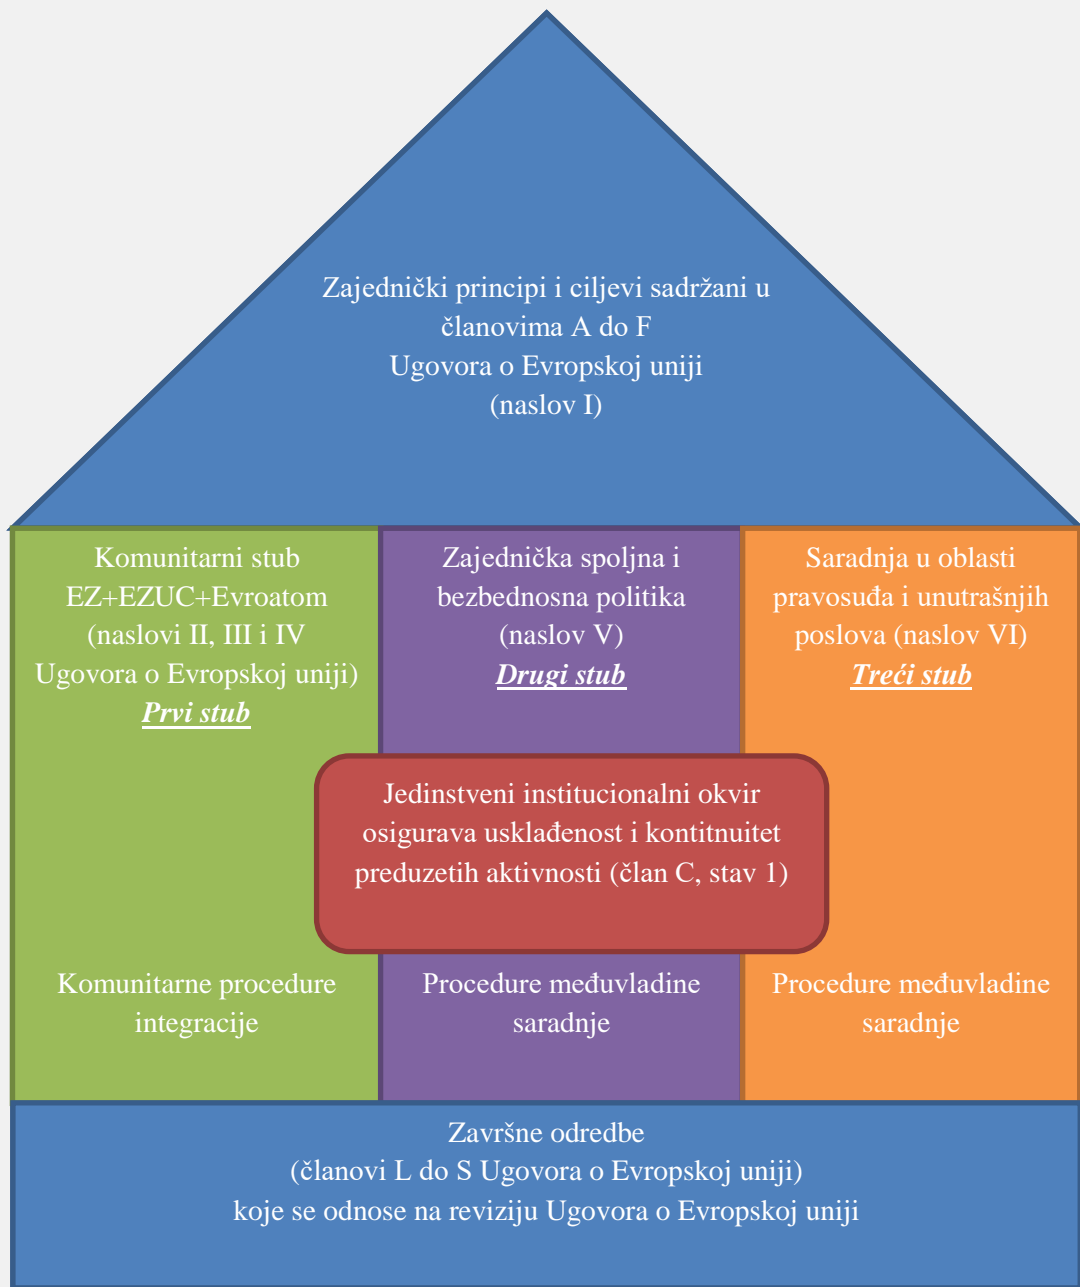 Zajednički principi i ciljevi sadržani u
članovima A do F
Ugovora o Evropskoj uniji
(naslov I)
Komunitarni stub
EZ+EZUC+Evroatom
(naslovi II, III i IV
Ugovora o Evropskoj uniji)
Prvi stub
Zajednička spoljna i
bezbednosna politika
(naslov V)
Drugi stub
Saradnja u oblasti
pravosuđa i unutrašnjih
poslova (naslov VI)
Treći stub
Jedinstveni institucionalni okvir
osigurava usklađenost i kontitnuitet
preduzetih aktivnosti (član C, stav 1)
Komunitarne procedure
integracije
Procedure međuvladine
saradnje
Procedure međuvladine
saradnje
Završne odredbe
(članovi L do S Ugovora o Evropskoj uniji)
koje se odnose na reviziju Ugovora o Evropskoj uniji